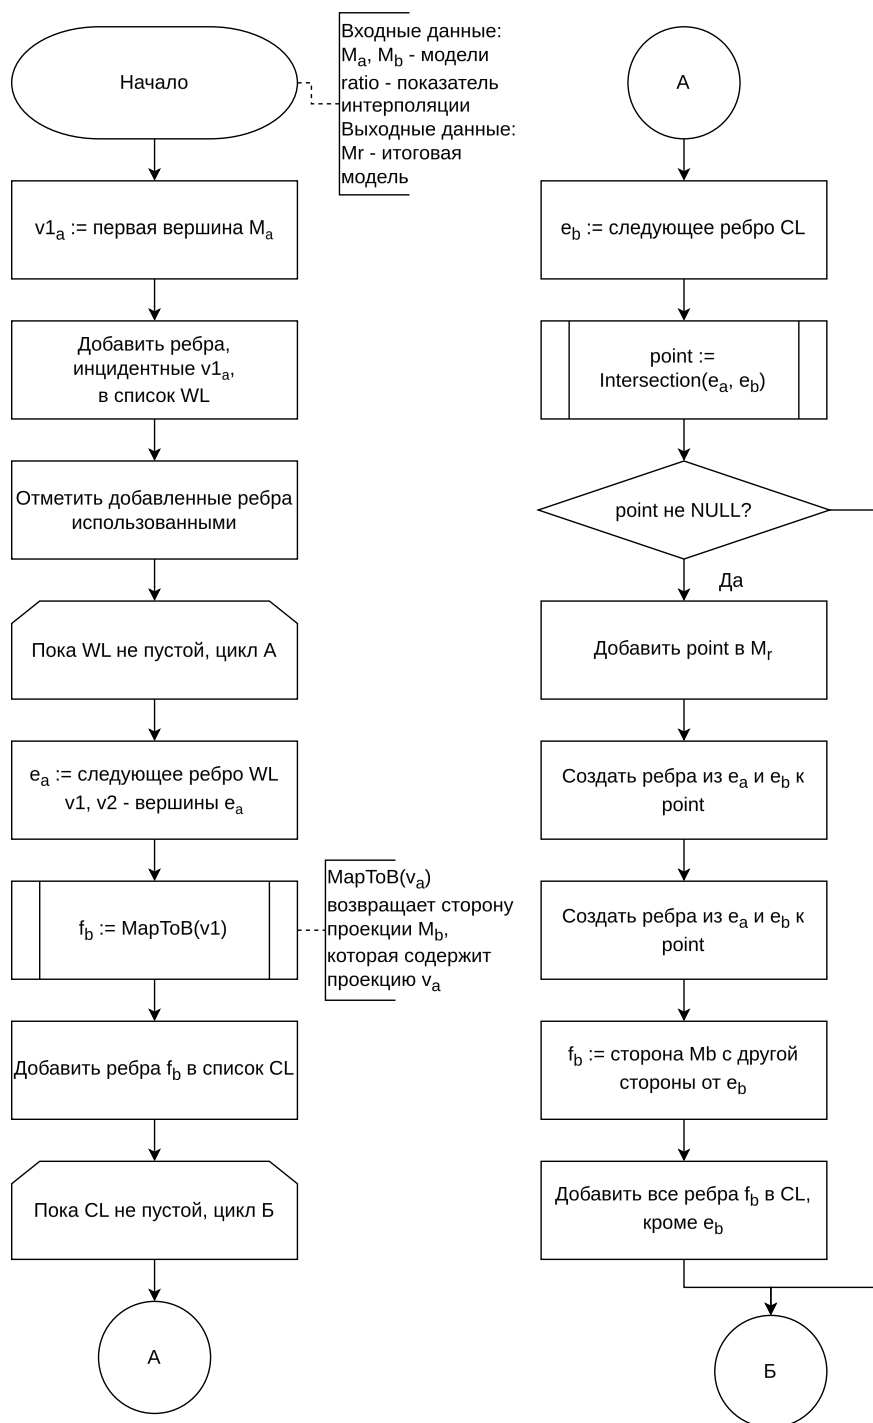 Начало
Входные данные:
Ma, Mb - модели
ratio - показатель
интерполяции
Выходные данные:
Mr - итоговая
модель
v1a := первая вершина Ma
Добавить ребра,
инцидентные v1a,
в список WL
Отметить добавленные ребра
использованными
Пока WL не пустой, цикл А
ea := следующее ребро WL
v1, v2 - вершины ea
fb := MapToB(v1)
MapToB(va)
возвращает сторону
проекции Mb,
которая содержит
проекцию va
Добавить ребра fb в список CL
Пока CL не пустой, цикл Б
А
А
eb := следующее ребро CL
point :=
Intersection(ea, eb)
point не NULL?
Да
Добавить point в Mr
Создать ребра из ea и eb к
point
Создать ребра из ea и eb к
point
fb := сторона Mb с другой
стороны от eb
Добавить все ребра fb в CL,
кроме eb
Б